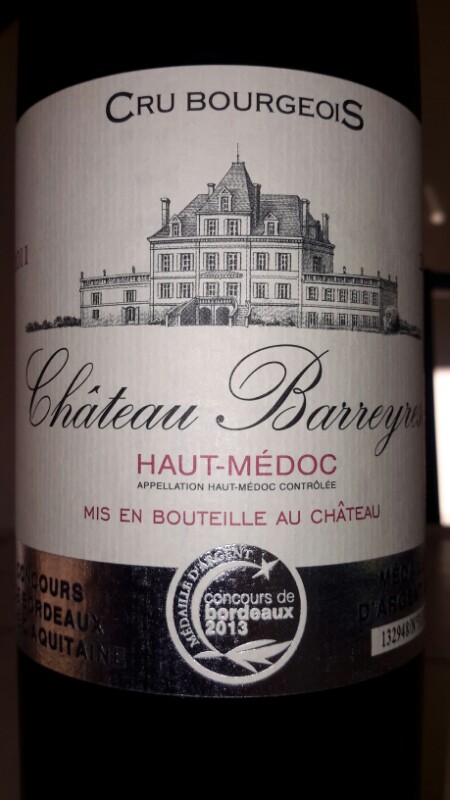 CRU BOURGEOIS
Château Barreyres
HAUT-MÉDOC
APPELLATION HAUT-MÉDOC CONTRÔLÉE
MIS EN BOUTEILLE AU CHÂTEAU
MÉDAILLE D'ARGENT
concours de
bordeaux
2013
CONCOURS
BORDEAUX
AQUITAINE
D'ARGENT